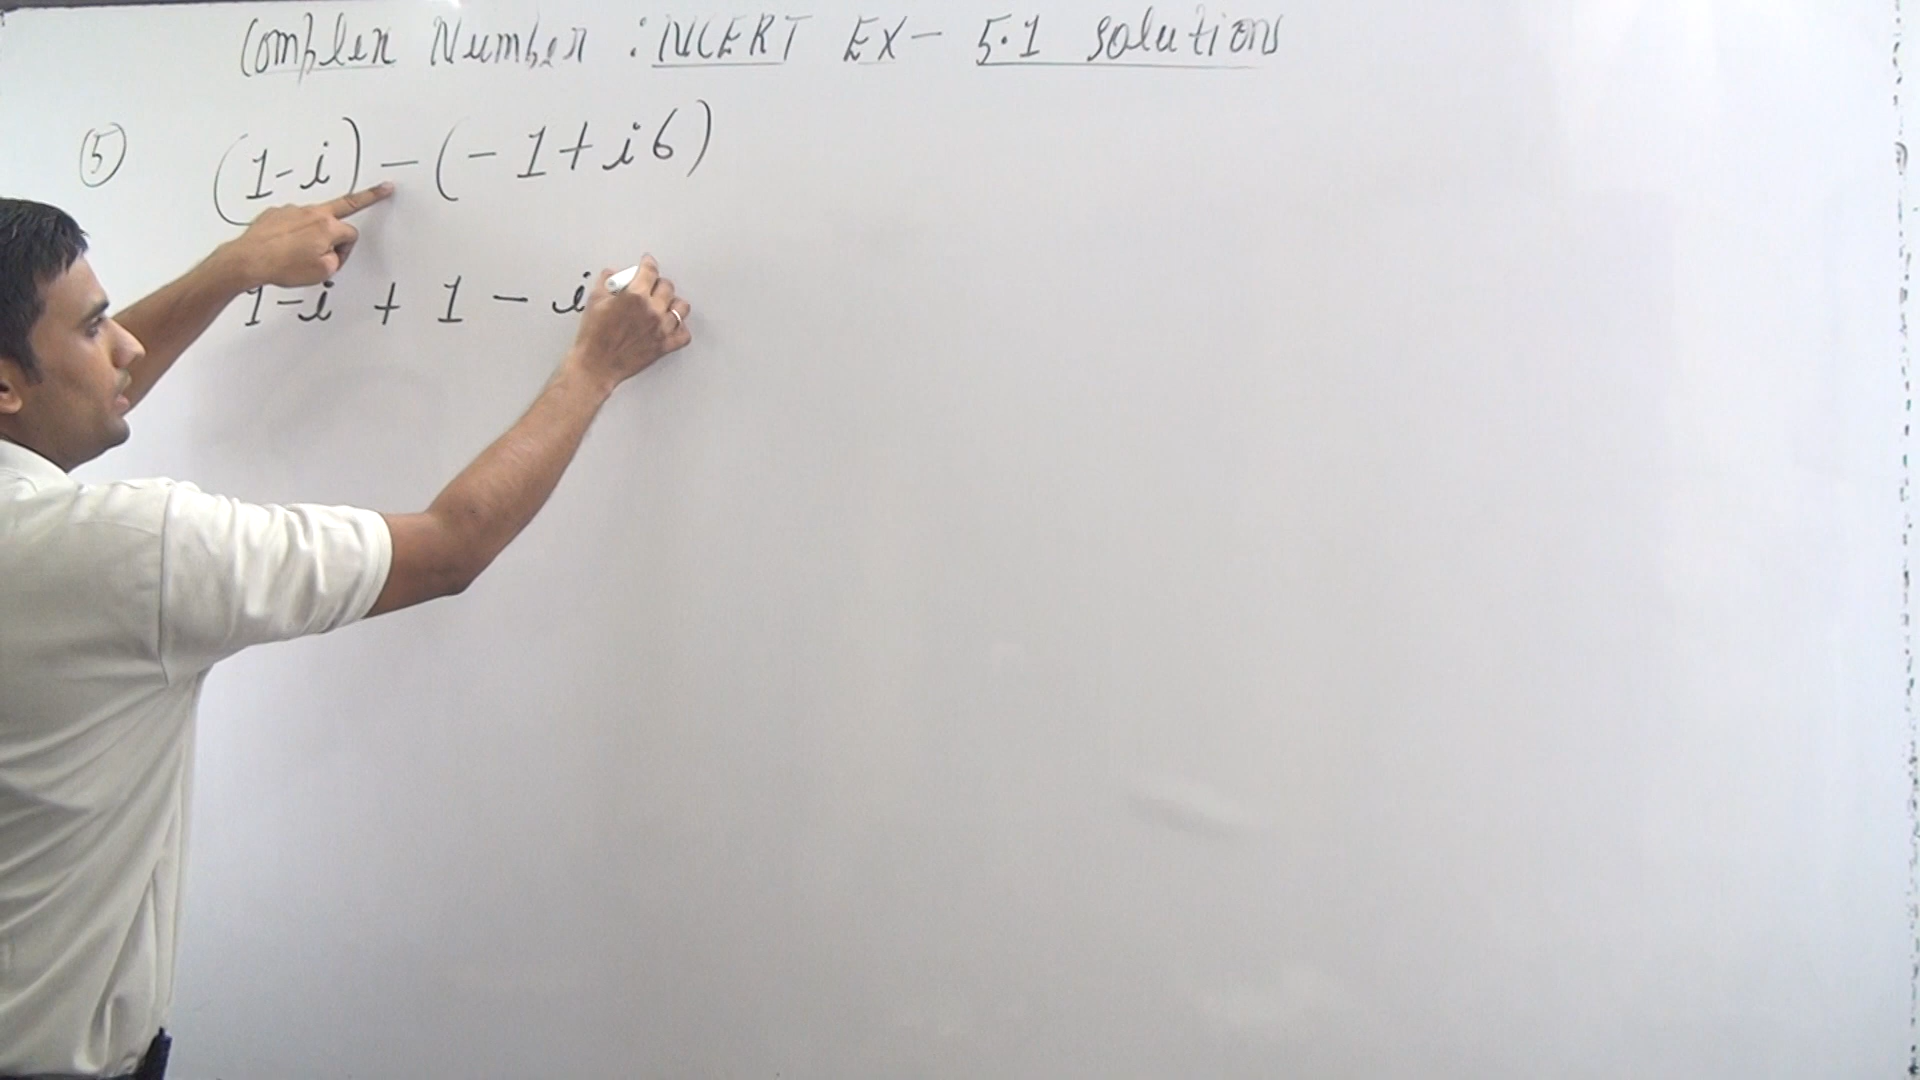 Complex Number : NCERT EX- 5.1 solutions
⑤ (1-i) - (-1+i6)
1-i + 1 - i